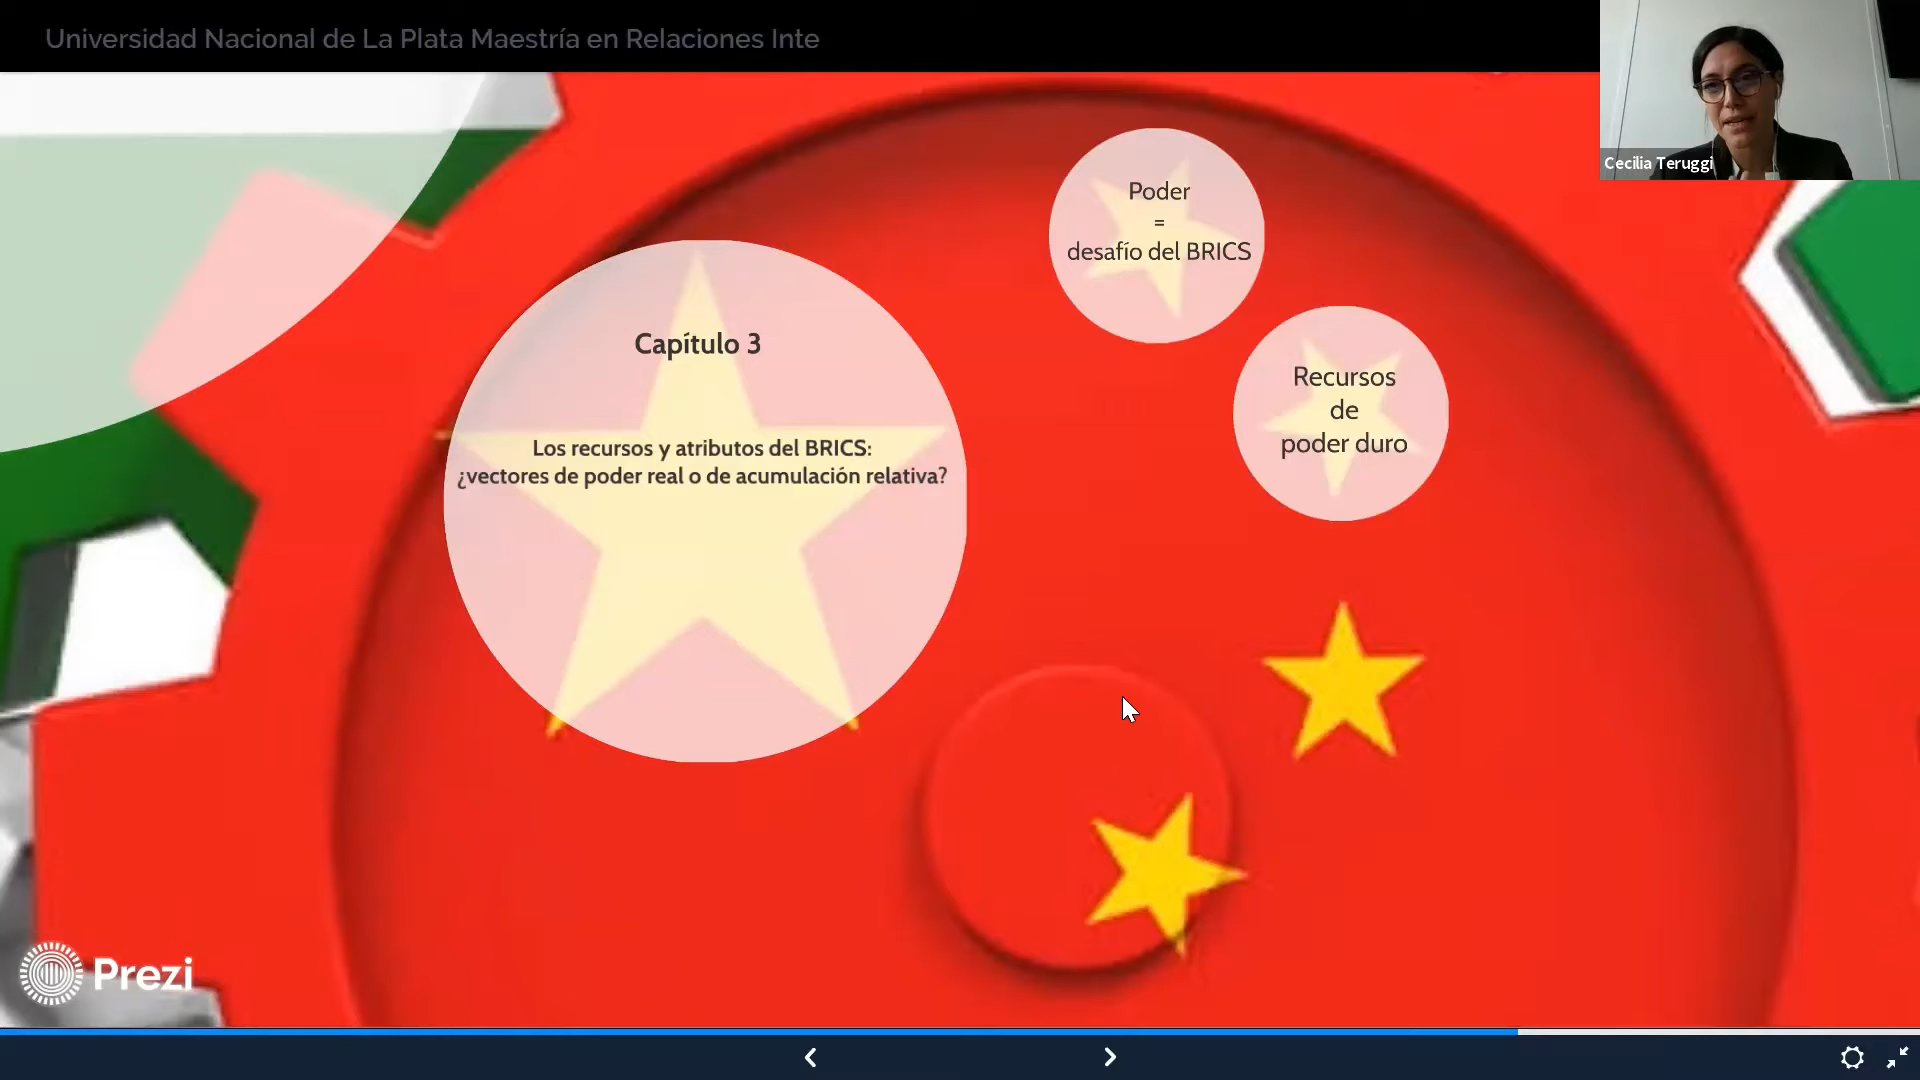 Universidad Nacional de La Plata Maestría en Relaciones Inte
Cecilia Teruggi
Poder
=
desafío del BRICS
Recursos
de
poder duro
Capítulo 3
Los recursos y atributos del BRICS:
¿vectores de poder real o de acumulación relativa?
Prezi